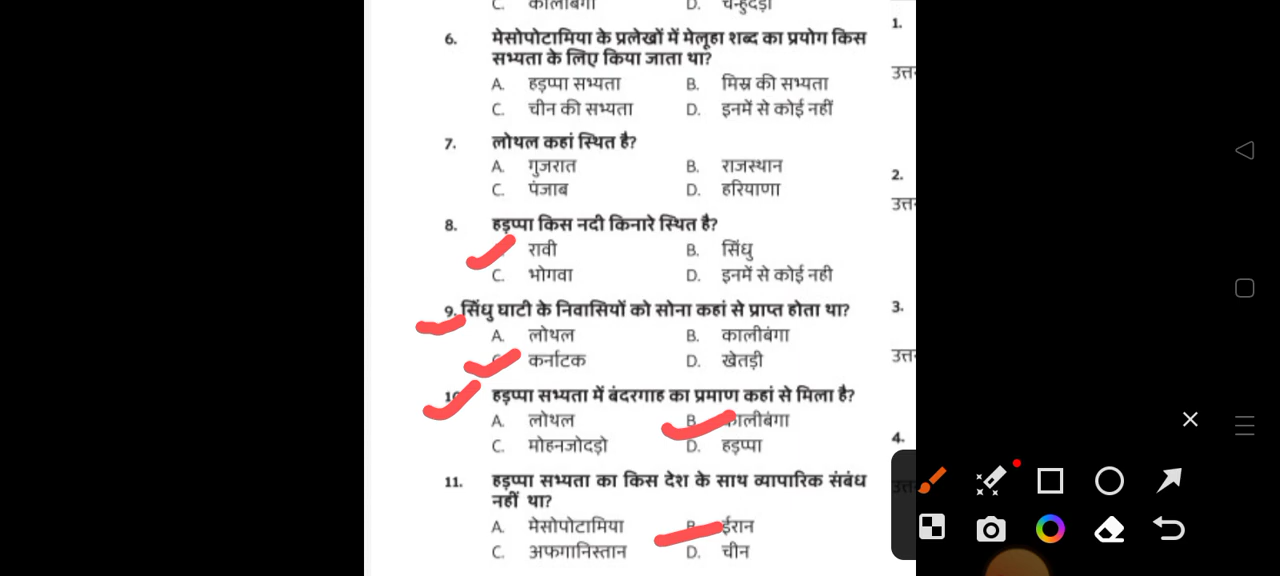 C. कालीबंगा D. चन्हुदड़ो
6. मेसोपोटामिया के प्रलेखों में मेलूहा शब्द का प्रयोग किस
सभ्यता के लिए किया जाता था?
A. हड़प्पा सभ्यता B. मिस्र की सभ्यता
C. चीन की सभ्यता D. इनमें से कोई नहीं
7. लोथल कहां स्थित है?
A. गुजरात B. राजस्थान
C. पंजाब D. हरियाणा
8. हड़प्पा किस नदी किनारे स्थित है?
रावी B. सिंधु
C. भोगवा D. इनमें से कोई नही
9. सिंधु घाटी के निवासियों को सोना कहां से प्राप्त होता था?
A. लोथल B. कालीबंगा
कर्नाटक D. खेतड़ी
10 हड़प्पा सभ्यता में बंदरगाह का प्रमाण कहां से मिला है?
A. लोथल B. कालीबंगा
C. मोहनजोदड़ो D. हड़प्पा
11. हड़प्पा सभ्यता का किस देश के साथ व्यापारिक संबंध
नहीं था?
A. मेसोपोटामिया B. ईरान
C. अफगानिस्तान D. चीन
1.
उत्त
2.
उत्त
3.
उत्त
4.